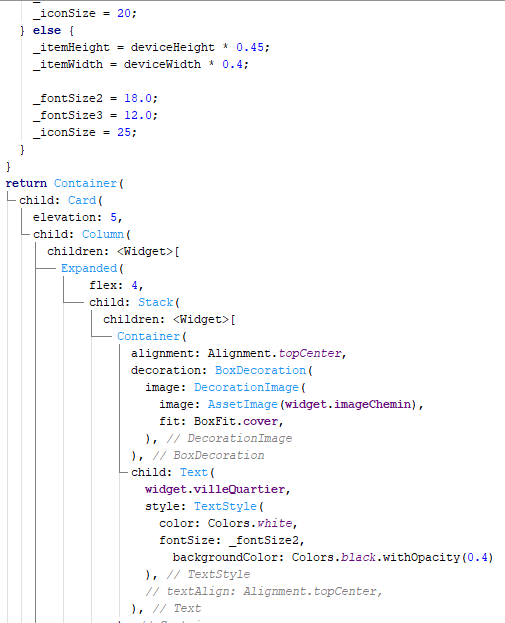 _iconSize = 20;
} else {
_itemHeight = deviceHeight * 0.45;
_itemWidth = deviceWidth * 0.4;
_fontSize2 = 18.0;
_fontSize3 = 12.0;
_iconSize = 25;
}
}
return Container(
child: Card(
elevation: 5,
child: Column(
children: <Widget>[
Expanded(
flex: 4,
child: Stack(
children: <Widget>[
Container(
alignment: Alignment.topCenter,
decoration: BoxDecoration(
image: DecorationImage(
image: AssetImage(widget.imageChemin),
fit: BoxFit.cover,
), // DecorationImage
), // BoxDecoration
child: Text(
widget.villeQuartier,
style: TextStyle(
color: Colors.white,
fontSize: _fontSize2,
backgroundColor: Colors.black.withOpacity(0.4)
), // TextStyle
// textAlign: Alignment.topCenter,
), // Text